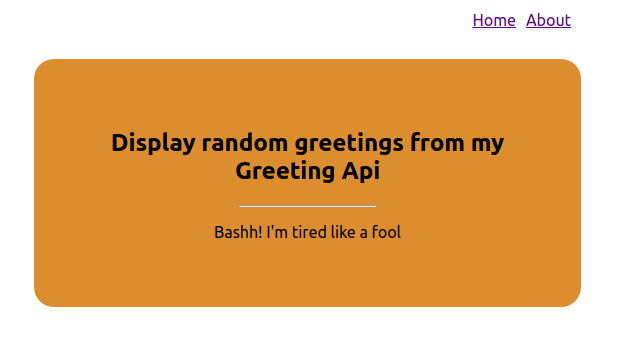 Home About
Display random greetings from my
Greeting Api
Bashh! I'm tired like a fool